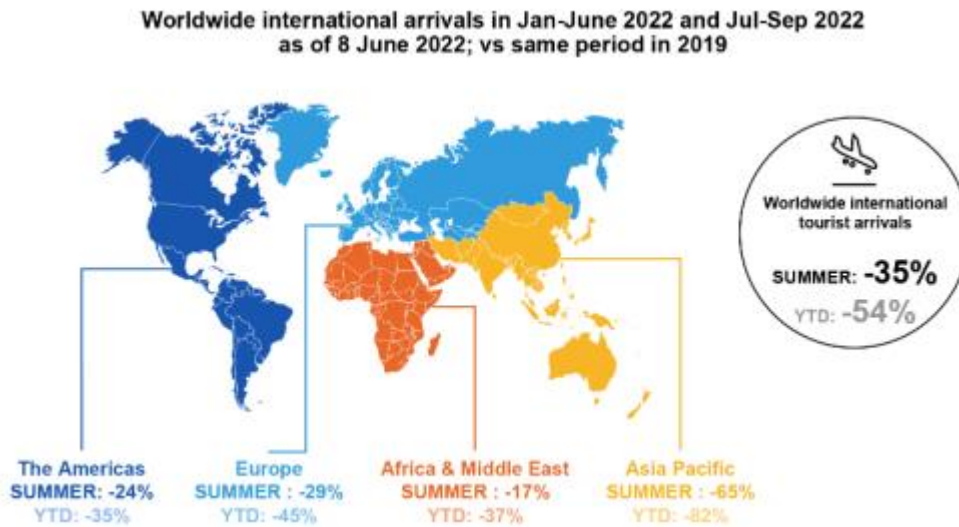 Worldwide international arrivals in Jan-June 2022 and Jul-Sep 2022
as of 8 June 2022; vs same period in 2019
Worldwide international
tourist arrivals
SUMMER: -35%
YTD: -54%
The Americas
SUMMER: -24%
YTD: -35%
Europe
SUMMER : -29%
YTD: -45%
Africa & Middle East
SUMMER : -17%
YTD: -37%
Asia Pacific
SUMMER : -65%
YTD: -82%